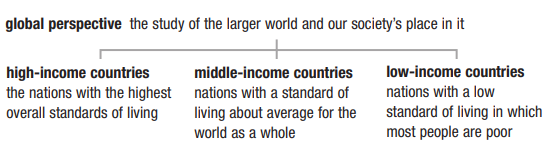 global perspective the study of the larger world and our society's place in it
high-income countries
the nations with the highest
overall standards of living
middle-income countries
nations with a standard of
living about average for the
world as a whole
low-income countries
nations with a low
standard of living in which
most people are poor